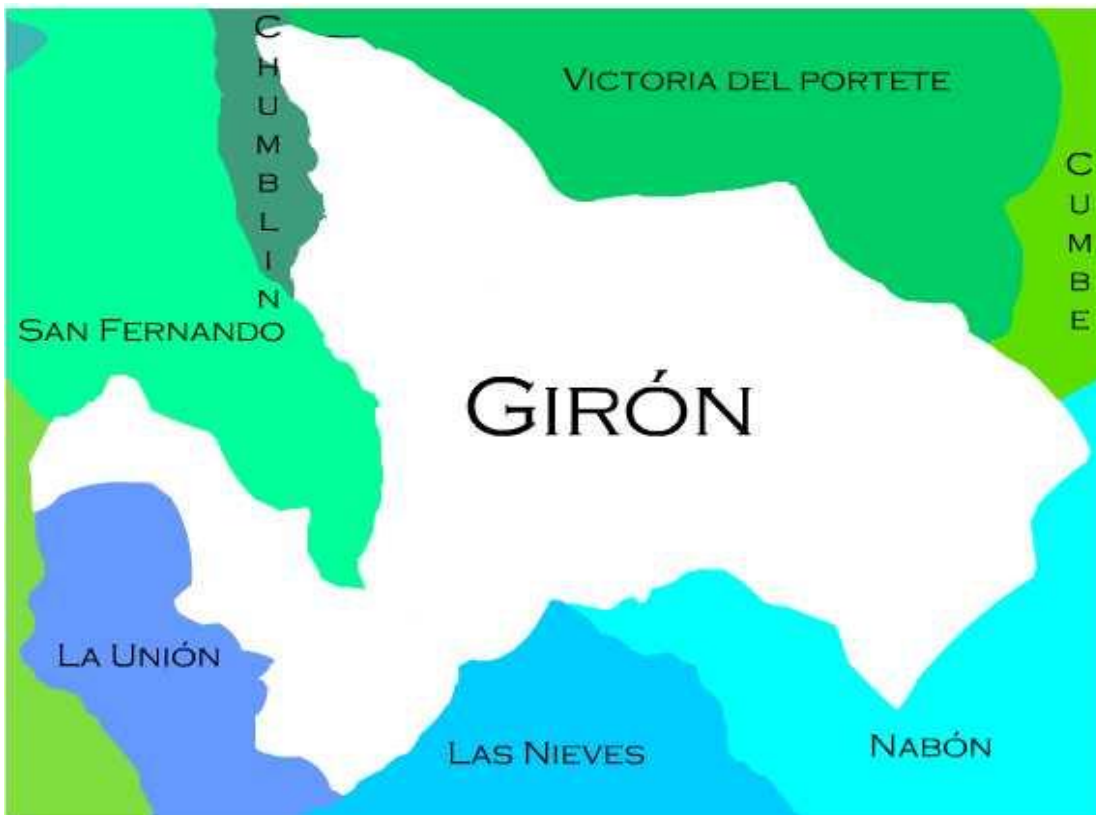 CHUMBLIN
VICTORIA DEL PORTETE
CUMBE
SAN FERNANDO
GIRÓN
LA UNIÓN
LAS NIEVES
NABÓN